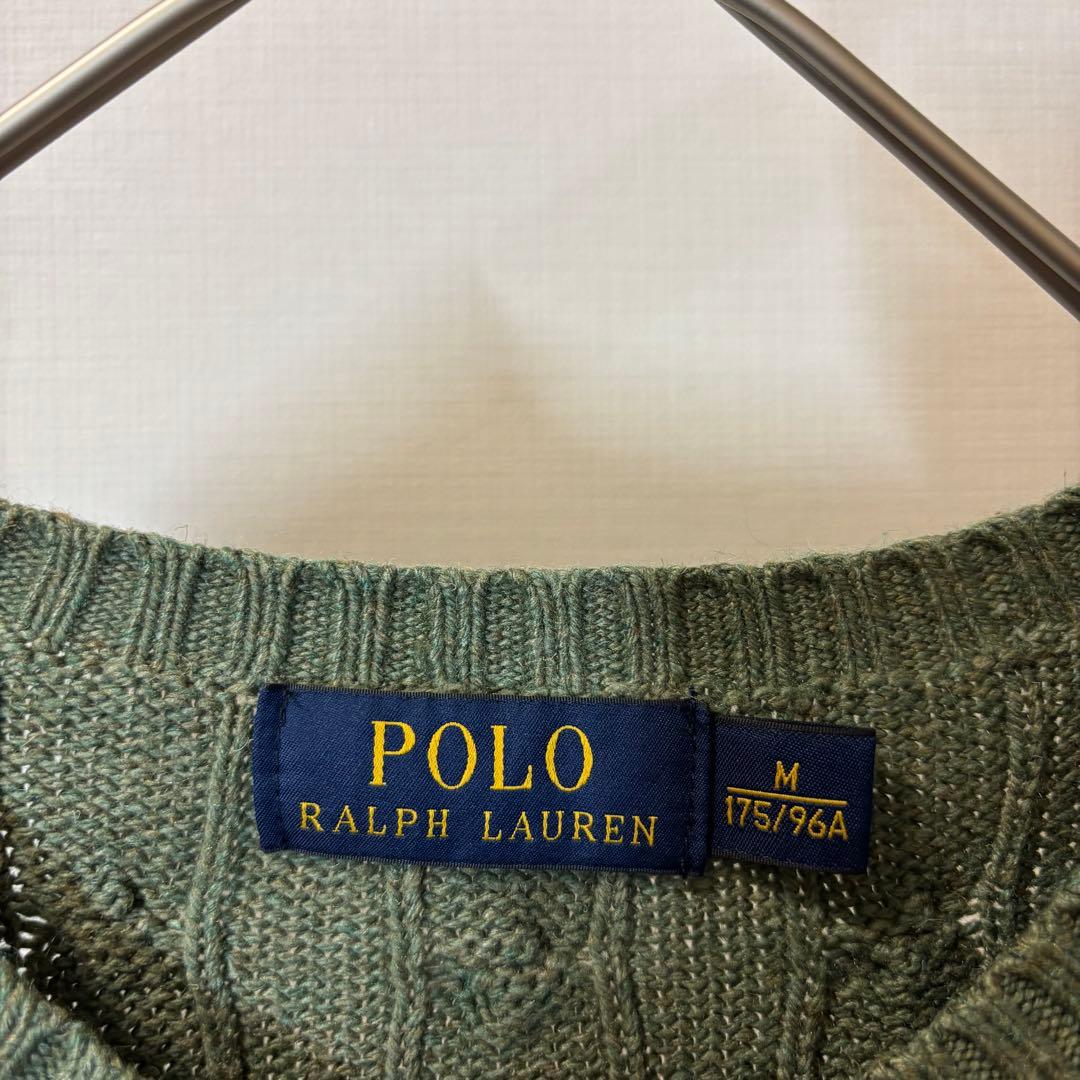 POLO
RALPH LAUREN
M
175/96A